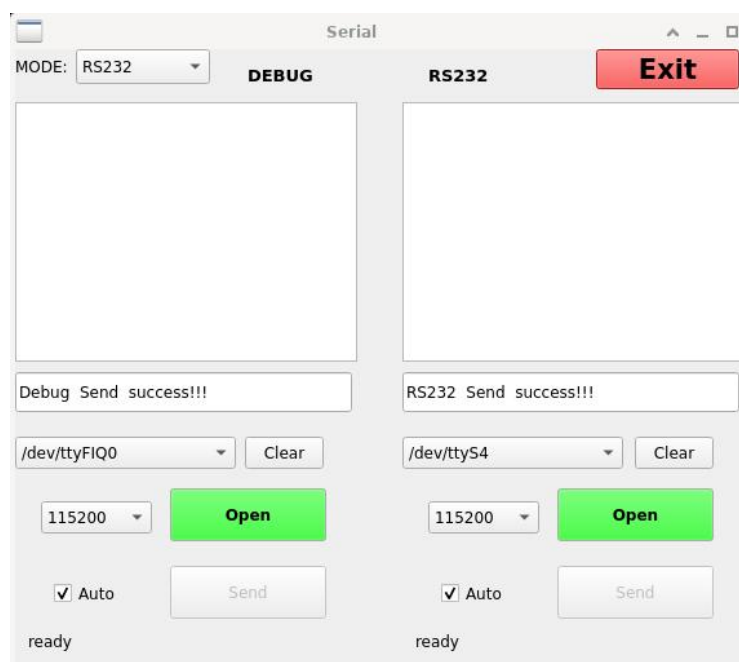 Serial
MODE: RS232
DEBUG
RS232
Exit
Debug Send success!!!
RS232 Send success!!!
/dev/ttyFIQ0
Clear
/dev/ttyS4
Clear
115200
Open
115200
Open
Auto
Send
Auto
Send
ready
ready